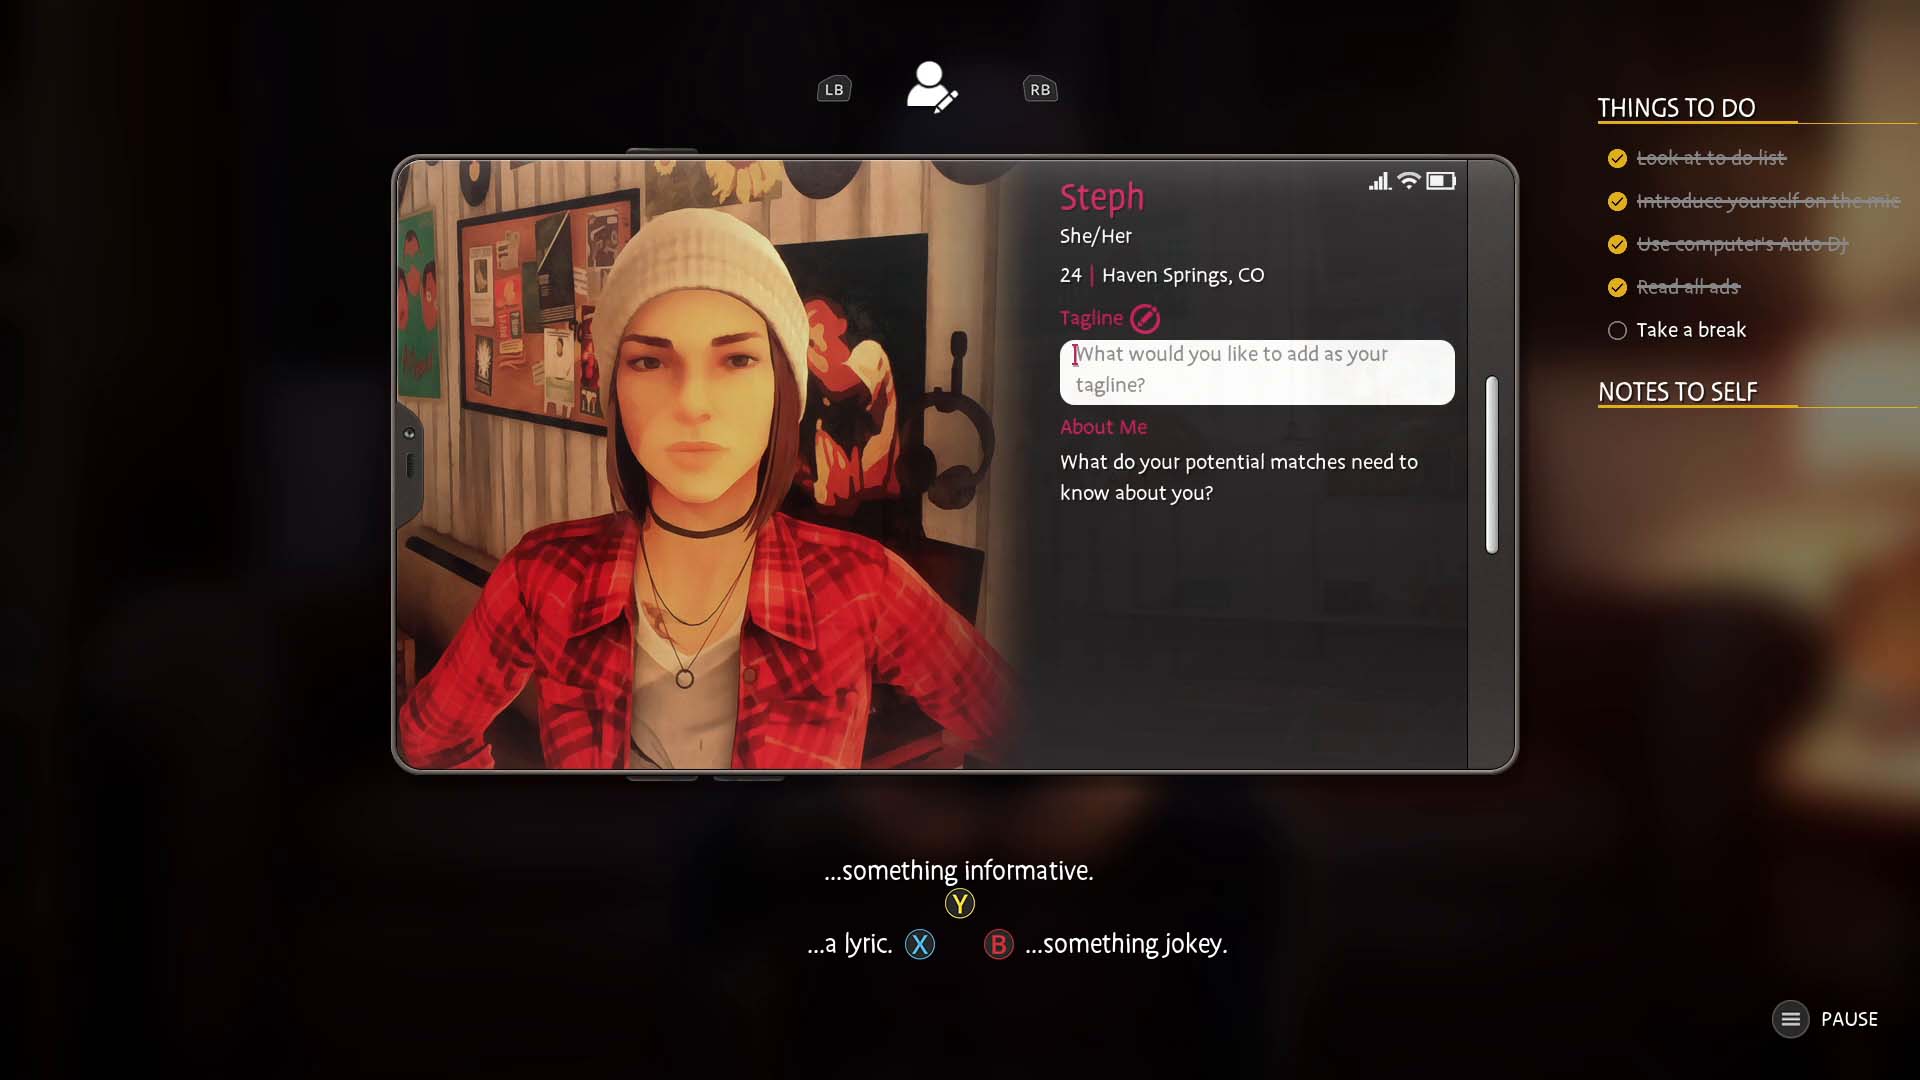 LB
RB
THINGS TO DO
Look at to do list
Introduce yourself on the mic
Use computer's Auto DJ
Read all ads
Take a break
NOTES TO SELF
Steph
She/Her
24 | Haven Springs, CO
Tagline
What would you like to add as your
tagline?
About Me
What do your potential matches need to
know about you?
...something informative.
Y
...a lyric. X B ...something jokey.
PAUSE